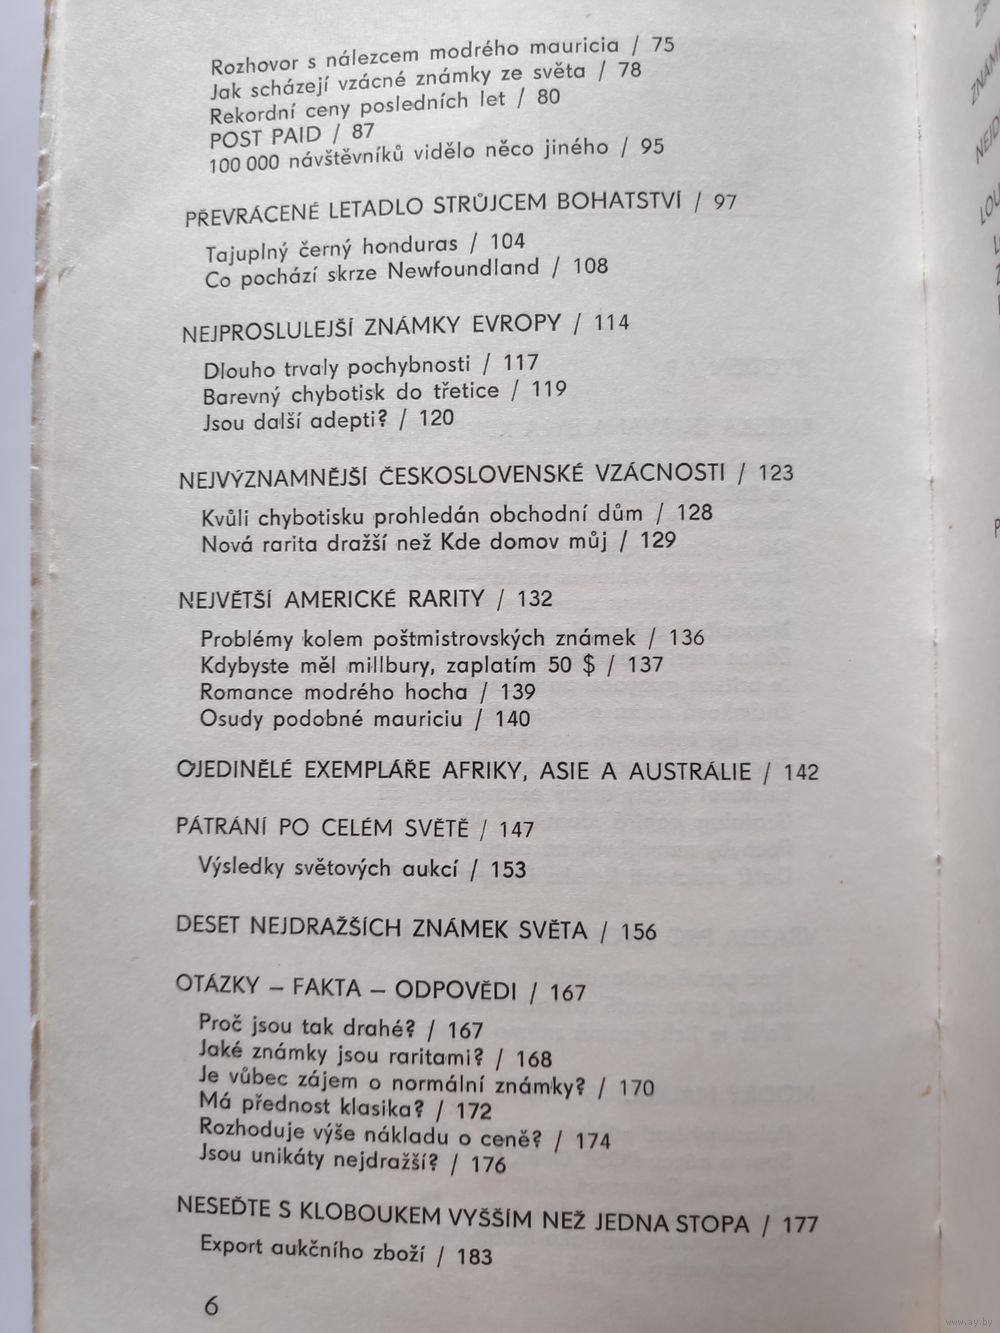 Rozhovor s nálezcem modrého mauricia / 75
Jak scházejí vzácné známky ze světa / 78
Rekordní ceny posledních let / 80
POST PAID / 87
100 000 návštěvníků vidělo něco jiného / 95
PŘEVRÁCENÉ LETADLO STRŮJCEM BOHATSTVÍ / 97
Tajuplný černý honduras / 104
Co pochází skrze Newfoundland / 108
NEJPROSLULEJŠÍ ZNÁMKY EVROPY / 114
Dlouho trvaly pochybnosti / 117
Barevný chybotisk do třetice / 119
Jsou další adepti? / 120
NEJVÝZNAMNĚJŠÍ ČESKOSLOVENSKÉ VZÁCNOSTI / 123
Kvůli chybotisku prohledán obchodní dům / 128
Nová rarita dražší než Kde domov můj / 129
NEJVĚTŠÍ AMERICKÉ RARITY / 132
Problémy kolem poštmistrovských známek / 136
Kdybyste měl millbury, zaplatím 50 $ / 137
Romance modrého hocha / 139
Osudy podobné mauriciu / 140
OJEDINĚLÉ EXEMPLÁŘE AFRIKY, ASIE A AUSTRÁLIE / 142
PÁTRÁNÍ PO CELÉM SVĚTĚ / 147
Výsledky světových aukcí / 153
DESET NEJDRAŽŠÍCH ZNÁMEK SVĚTA / 156
OTÁZKY – FAKTA – ODPOVĚDI / 167
Proč jsou tak drahé? / 167
Jaké známky jsou raritami? / 168
Je vůbec zájem o normální známky? / 170
Má přednost klasika? / 172
Rozhoduje výše nákladu o ceně? / 174
Jsou unikáty nejdražší? / 176
NESEĎTE S KLOBOUKEM VYŠŠÍM NEŽ JEDNA STOPA / 177
Export aukčního zboží / 183
6
www.ay.by